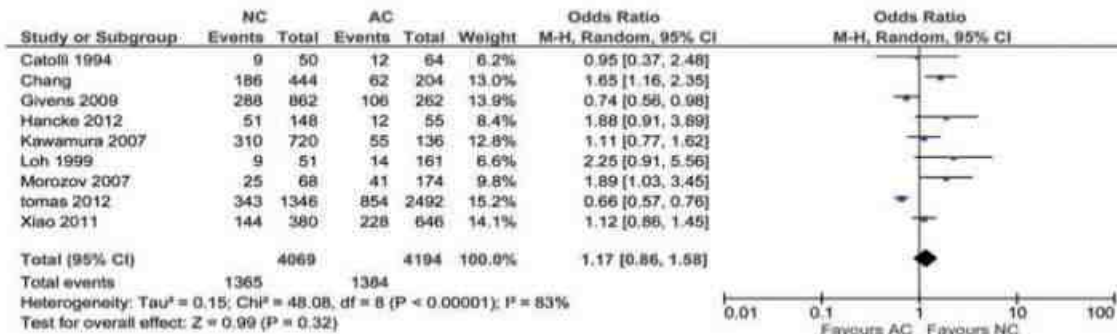 NC AC Odds Ratio Odds Ratio
Study or Subgroup Events Total Events Total Weight M-H, Random, 95% CI M-H, Random, 95% CI
Catolli 1994 9 50 12 64 6.2% 0.95 [0.37, 2.48]
Chang 186 444 62 204 13.0% 1.65 [1.16, 2.35]
Givens 2009 288 862 106 262 13.9% 0.74 [0.56, 0.98]
Hancke 2012 51 148 12 55 8.4% 1.88 [0.91, 3.89]
Kawamura 2007 310 720 55 136 12.8% 1.11 [0.77, 1.62]
Loh 1999 9 51 14 161 6.6% 2.25 [0.91, 5.56]
Morozov 2007 25 68 41 174 9.8% 1.89 [1.03, 3.45]
tomas 2012 343 1346 854 2492 15.2% 0.66 [0.57, 0.76]
Xiao 2011 144 380 228 646 14.1% 1.12 [0.86, 1.45]
Total (95% CI) 4069 4194 100.0% 1.17 [0.86, 1.58]
Total events 1365 1384
Heterogeneity: Tau² = 0.15; Chi² = 48.08, df = 8 (P < 0.00001); I² = 83%
Test for overall effect: Z = 0.99 (P = 0.32)
0.01 0.1 1 10 100
Favours AC Favours NC